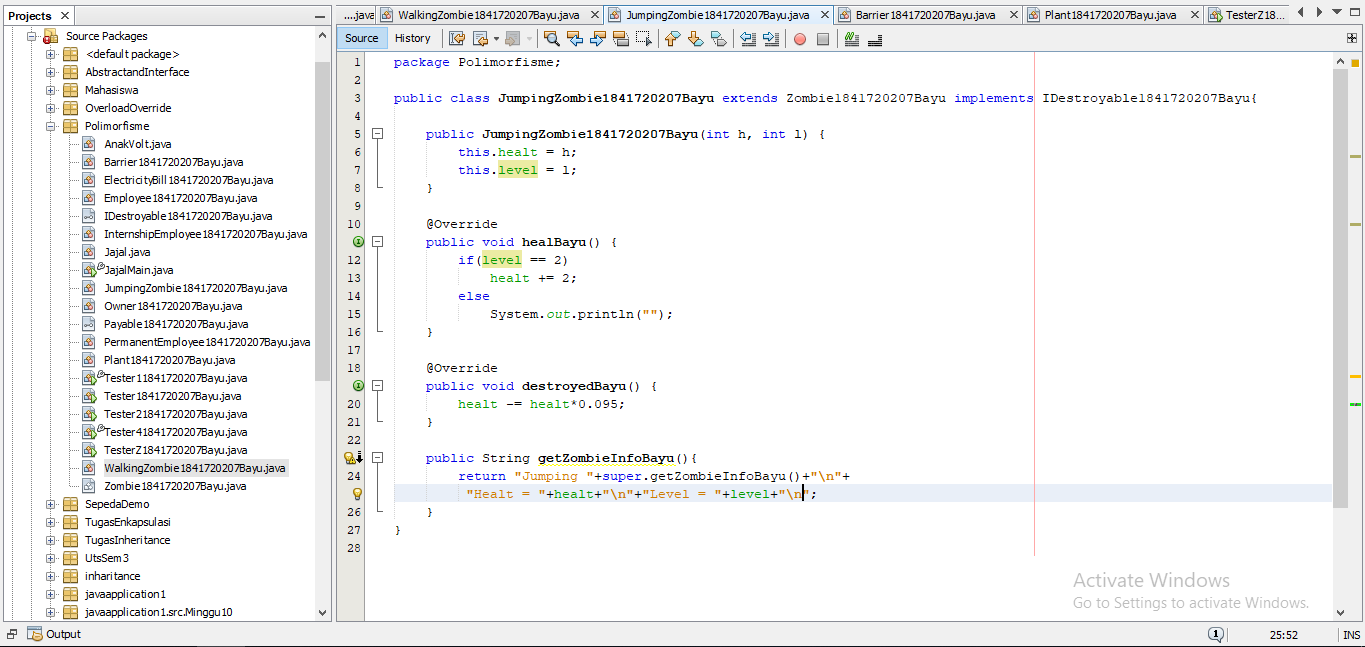 Projects
Source Packages
<default package>
AbstractandInterface
Mahasiswa
OverloadOverride
Polimorfisme
AnakVolt.java
Barrier1841720207Bayu.java
ElectricityBill1841720207Bayu.java
Employee1841720207Bayu.java
IDestroyable1841720207Bayu.java
InternshipEmployee1841720207Bayu.java
Jajal.java
JajalMain.java
JumpingZombie1841720207Bayu.java
Owner1841720207Bayu.java
Payable1841720207Bayu.java
PermanentEmployee1841720207Bayu.java
Plant1841720207Bayu.java
Tester11841720207Bayu.java
Tester1841720207Bayu.java
Tester21841720207Bayu.java
Tester41841720207Bayu.java
TesterZ1841720207Bayu.java
WalkingZombie1841720207Bayu.java
Zombie1841720207Bayu.java
SepedaDemo
TugasEnkapsulasi
TugasInheritance
UtsSem3
inharitance
javaapplication1
javaapplication1.src.Minggu10
....java WalkingZombie1841720207Bayu.java JumpingZombie1841720207Bayu.java Barrier1841720207Bayu.java Plant1841720207Bayu.java TesterZ18...
Source History
1 package Polimorfisme;
2
3 public class JumpingZombie1841720207Bayu extends Zombie1841720207Bayu implements IDestroyable1841720207Bayu{
4
5 public JumpingZombie1841720207Bayu(int h, int l) {
6 this.healt = h;
7 this.level = l;
8 }
9
10 @Override
public void healBayu() {
12 if(level == 2)
13 healt += 2;
14 else
15 System.out.println("");
16 }
17
18 @Override
public void destroyedBayu() {
20 healt -= healt*0.095;
21 }
22
public String getZombieInfoBayu(){
24 return "Jumping "+super.getZombieInfoBayu()+"\n"+
"Healt = "+healt+"\n"+"Level = "+level+"\n";
26 }
27 }
28
Activate Windows
Go to Settings to activate Windows.
Output
1
25:52
INS